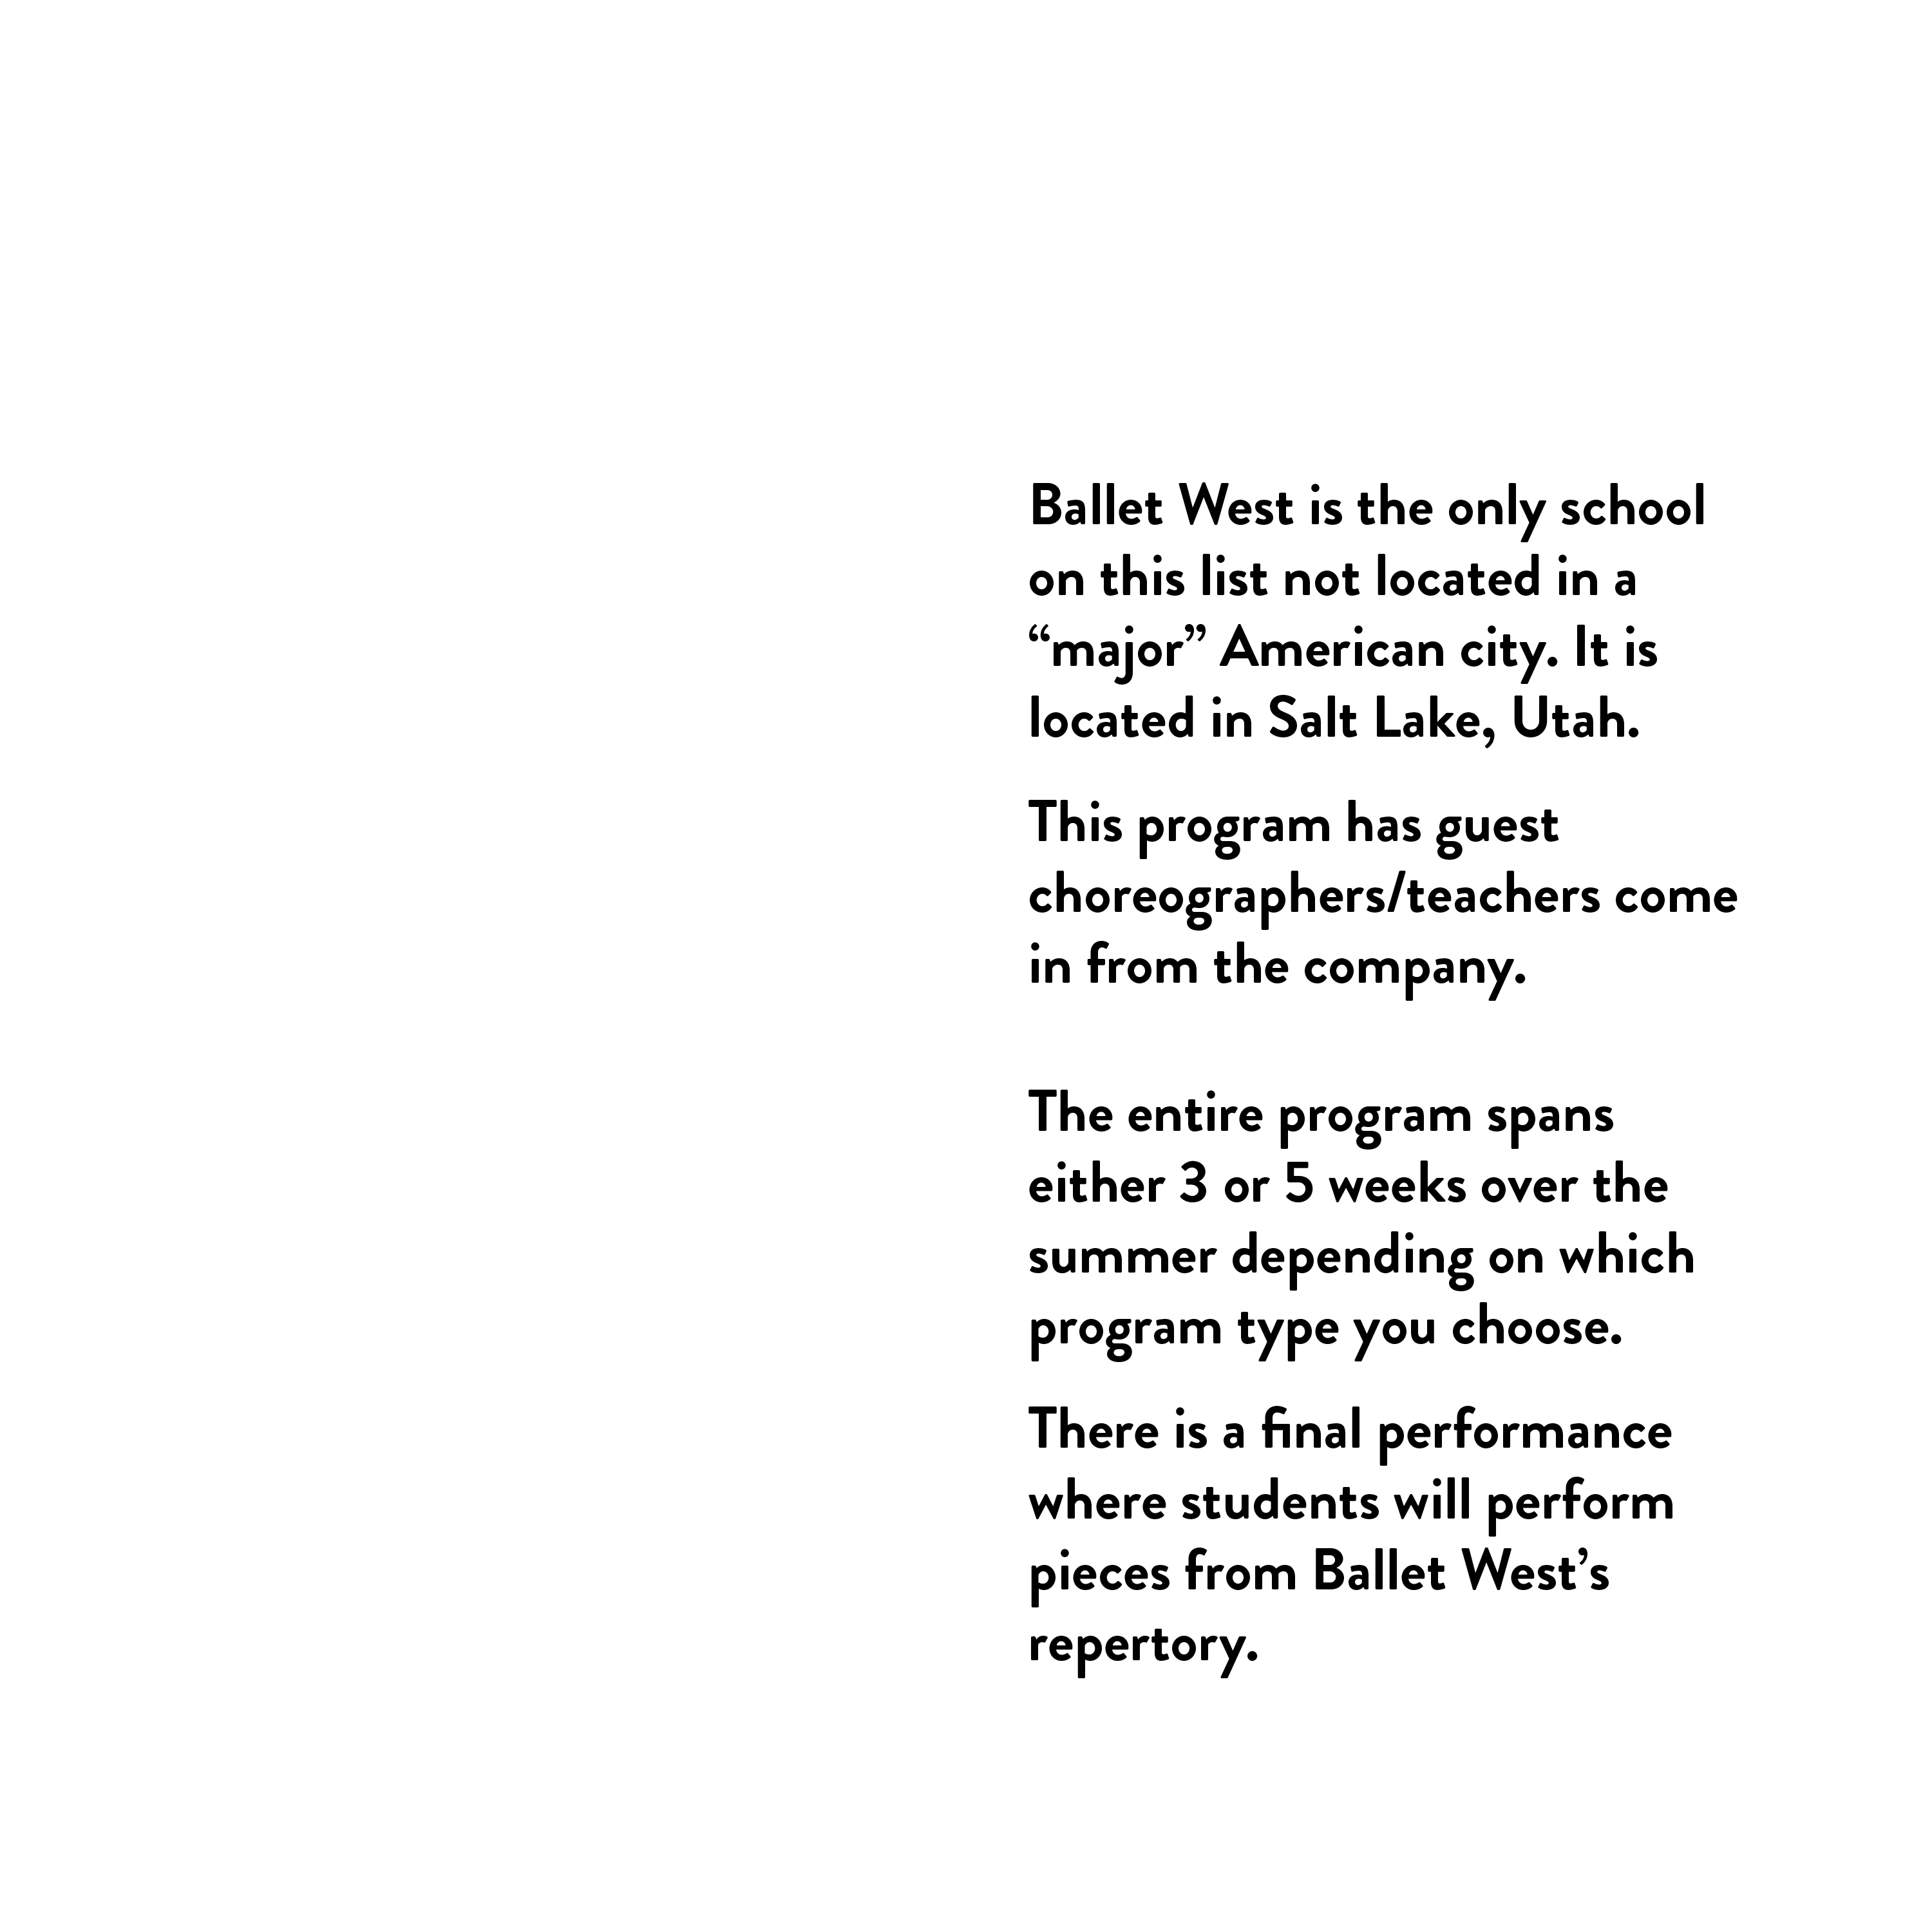 Ballet West is the only school
on this list not located in a
“major” American city. It is
located in Salt Lake, Utah.
This program has guest
choreographers/teachers come
in from the company.
The entire program spans
either 3 or 5 weeks over the
summer depending on which
program type you choose.
There is a final performance
where students will perform
pieces from Ballet West’s
repertory.